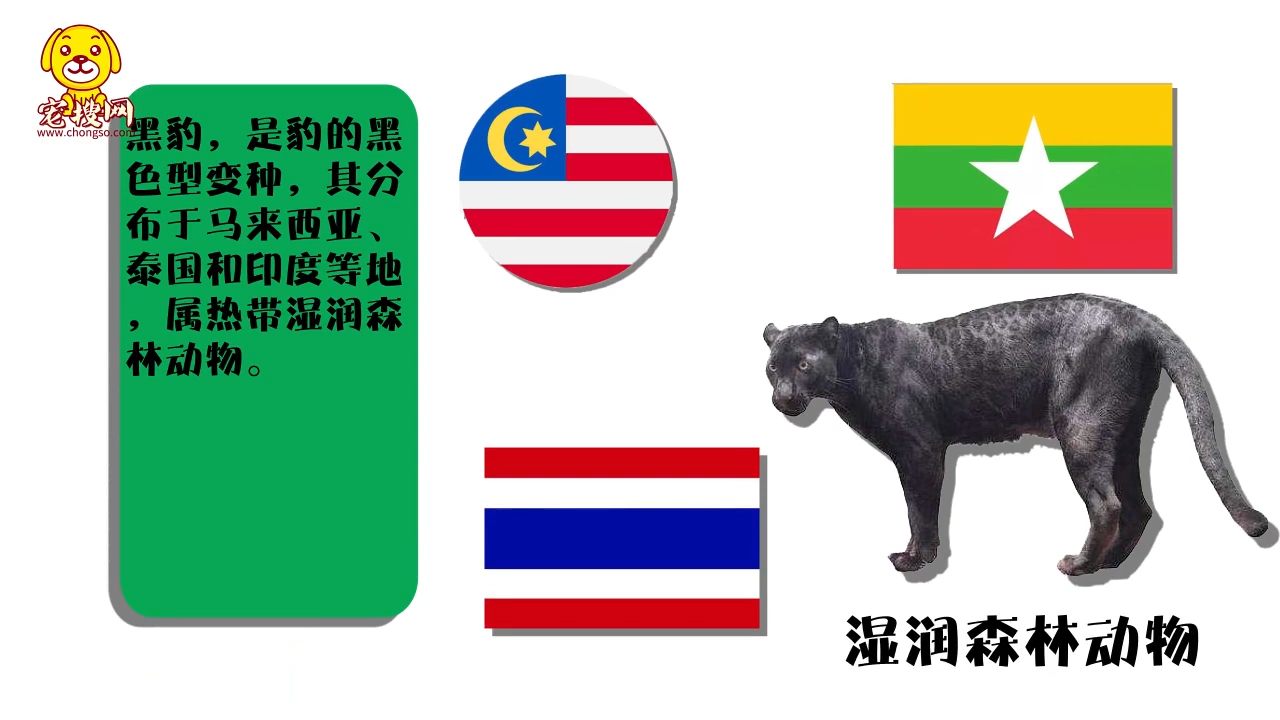 宠搜网
www.chongso.com
黑豹，是豹的黑
色型变种，其分
布于马来西亚、
泰国和印度等地
，属热带湿润森
林动物。
湿润森林动物